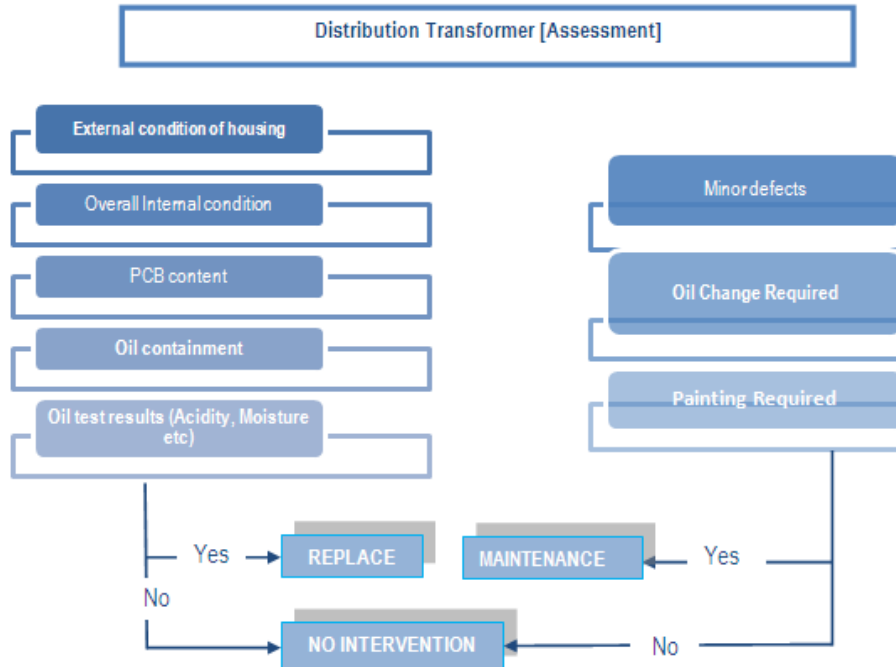 Distribution Transformer [Assessment]
External condition of housing
Overall Internal condition
PCB content
Oil containment
Oil test results (Acidity, Moisture
etc)
Minor defects
Oil Change Required
Painting Required
Yes
REPLACE
MAINTENANCE
Yes
No
NO INTERVENTION
No